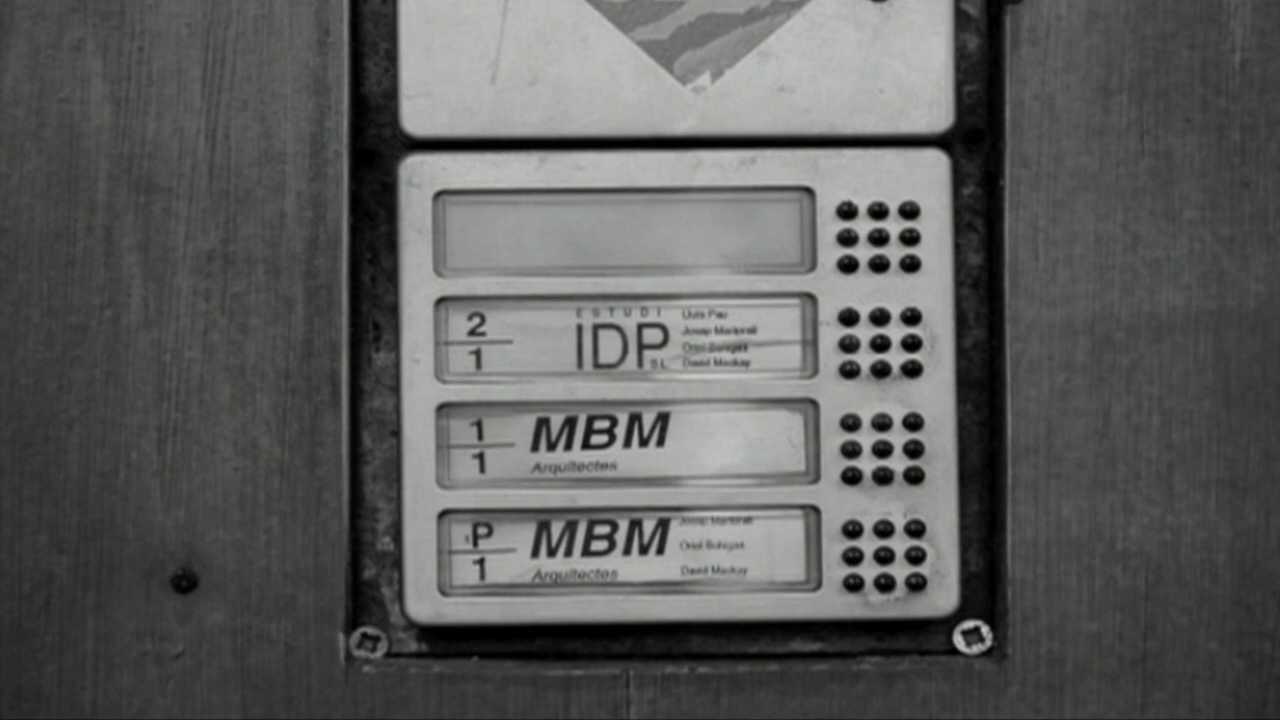 2
1
ESTUDI
IDP
SL
Lluís Pau
Josep Martorell
Oriol Bohigas
David Mackay
1
1
MBM
Arquitectes
P
1
MBM
Arquitectes
Josep Martorell
Oriol Bohigas
David Mackay